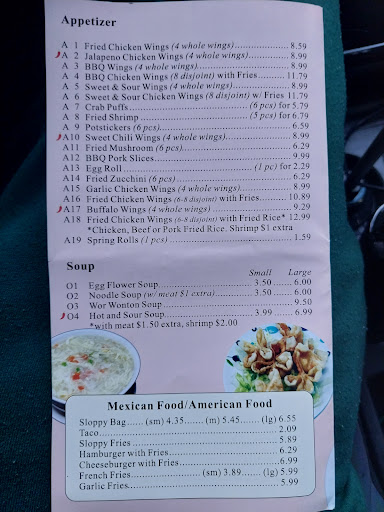 Appetizer
A 1 Fried Chicken Wings (4 whole wings)........................ 8.59
A 2 Jalapeno Chicken Wings (4 whole wings)................. 8.99
A 3 BBQ Wings (4 whole wings)................................... 8.99
A 4 BBQ Chicken Wings (8 disjoint) with Fries............ 11.79
A 5 Sweet & Sour Wings (4 whole wings)..................... 8.99
A 6 Sweet & Sour Chicken Wings (8 disjoint) w/ Fries 11.79
A 7 Crab Puffs.............................................. (6 pcs) for 5.79
A 8 Fried Shrimp.......................................... (5 pcs) for 6.79
A 9 Potstickers (6 pcs)................................................ 6.59
A10 Sweet Chili Wings (4 whole wings)....................... 8.99
A11 Fried Mushroom (6 pcs)....................................... 6.29
A12 BBQ Pork Slices.................................................... 9.99
A13 Egg Roll................................................ (1 pc) for 2.29
A14 Fried Zucchini (6 pcs)........................................... 6.29
A15 Garlic Chicken Wings (4 whole wings)................... 8.99
A16 Fried Chicken Wings (6-8 disjoint) with Fries.......... 10.89
A17 Buffalo Wings (4 whole wings).............................. 9.29
A18 Fried Chicken Wings (6-8 disjoint) with Fried Rice* 12.99
*Chicken, Beef or Pork Fried Rice. Shrimp $1 extra
A19 Spring Rolls (1 pcs).............................................. 1.59
Soup
Small Large
O1 Egg Flower Soup................................... 3.50 ...... 6.00
O2 Noodle Soup (w/ meat $1 extra)............... 3.50 ...... 6.00
O3 Wor Wonton Soup............................................. 9.50
O4 Hot and Sour Soup................................. 3.99 ...... 6.99
*with meat $1.50 extra, shrimp $2.00
Mexican Food/American Food
Sloppy Bag...... (sm) 4.35....... (m) 5.45....... (lg) 6.55
Taco................................................................ 2.09
Sloppy Fries .................................................... 5.89
Hamburger with Fries........................................ 6.29
Cheeseburger with Fries.................................... 6.99
French Fries...................... (sm) 3.89....... (lg) 5.99
Garlic Fries...................................................... 5.99